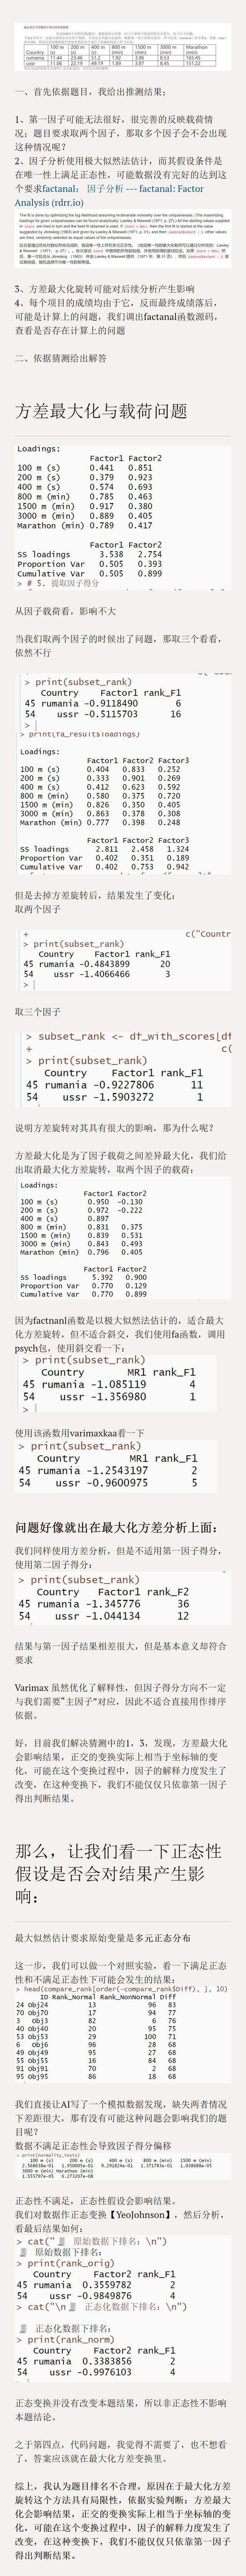 Country 100 m (s) 200 m (s) 400 m (s) 800 m (min) 1500 m (min) 3000 m (min) Marathon (min)
rumania 11.44 23.46 51.2 1.92 3.96 8.53 165.45
ussr 11.06 22.19 49.19 1.89 3.87 8.45 151.22
一、首先依据题目，我给出推测结果；
1、第一因子可能无法很好，很完善的反映载荷情
况；题目要求取两个因子，那取多个因子会不会出现
这种情况呢？
2、因子分析使用极大似然法估计，而其假设条件是
在唯一性上满足正态性，可能数据没有完好的达到这
个要求factanal： 因子分析 --- factanal: Factor
Analysis (rdrr.io)
3、方差最大化旋转可能对后续分析产生影响
4、每个项目的成绩均由于它，反而最终成绩落后，
可能是计算上的问题，我们调出factanal函数源码，
查看是否存在计算上的问题
二、依据猜测给出解答
方差最大化与载荷问题
Loadings:
Factor1 Factor2
100 m (s) 0.441 0.851
200 m (s) 0.379 0.923
400 m (s) 0.574 0.693
800 m (min) 0.785 0.463
1500 m (min) 0.917 0.380
3000 m (min) 0.889 0.405
Marathon (min) 0.789 0.417
Factor1 Factor2
SS loadings 3.538 2.754
Proportion Var 0.505 0.393
Cumulative Var 0.505 0.899
> # 5. 提取因子得分
从因子载荷看，影响不大
当我们取两个因子的时候出了问题，那取三个看看，
依然不行
> print(subset_rank)
Country Factor1 rank_F1
45 rumania -0.9118490 6
54 ussr -0.5115703 16
>
> print(fa_result$loadings)
Loadings:
Factor1 Factor2 Factor3
100 m (s) 0.404 0.833 0.252
200 m (s) 0.333 0.901 0.269
400 m (s) 0.412 0.623 0.592
800 m (min) 0.580 0.375 0.720
1500 m (min) 0.826 0.350 0.405
3000 m (min) 0.863 0.378 0.308
Marathon (min) 0.777 0.398 0.248
Factor1 Factor2 Factor3
SS loadings 2.811 2.458 1.324
Proportion Var 0.402 0.351 0.189
Cumulative Var 0.402 0.753 0.942
但是去掉方差旋转后，结果发生了变化：
取两个因子
+ c("Countr
> print(subset_rank)
Country Factor1 rank_F1
45 rumania -0.4843899 20
54 ussr -1.4066466 3
>
取三个因子
> subset_rank <- df_with_scores[df
+ c(
> print(subset_rank)
Country Factor1 rank_F1
45 rumania -0.9227806 11
54 ussr -1.5903272 1
说明方差旋转对其具有很大的影响，那为什么呢？
方差最大化是为了因子载荷之间差异最大化，我们给
出取消最大化方差旋转，取两个因子的载荷：
Loadings:
Factor1 Factor2
100 m (s) 0.950 -0.130
200 m (s) 0.972 -0.222
400 m (s) 0.897
800 m (min) 0.831 0.375
1500 m (min) 0.839 0.531
3000 m (min) 0.843 0.493
Marathon (min) 0.796 0.405
Factor1 Factor2
SS loadings 5.392 0.900
Proportion Var 0.770 0.129
Cumulative Var 0.770 0.899
因为factnanl函数是以极大似然法估计的，适合最大
化方差旋转，但不适合斜交，我们使用fa函数，调用
psych包，使用斜交看一下：
> print(subset_rank)
Country MR1 rank_F1
45 rumania -1.085119 4
54 ussr -1.356980 1
>
使用该函数用varimaxkaa看一下
> print(subset_rank)
Country MR1 rank_F1
45 rumania -1.2543197 2
54 ussr -0.9600975 5
问题好像就出在最大化方差分析上面：
我们同样使用方差分析，但是不适用第一因子得分，
使用第二因子得分：
> print(subset_rank)
Country Factor1 rank_F2
45 rumania -1.345776 36
54 ussr -1.044134 12
结果与第一因子结果相差很大，但是基本意义却符合
要求
Varimax 虽然优化了解释性，但因子得分方向不一定
与我们需要“主因子”对应，因此不适合直接用作排序
依据。
好，目前我们解决猜测中的1，3，发现，方差最大化
会影响结果，正交的变换实际上相当于坐标轴的变
化，可能在这个变换过程中，因子的解释力度发生了
改变，在这种变换下，我们不能仅仅只依靠第一因子
得出判断结果。
那么，让我们看一下正态性
假设是否会对结果产生影
响：
最大似然估计要求原始变量是多元正态分布
这一步，我们可以做一个对照实验，看一下满足正态
性和不满足正态性下可能会发生的结果：
> head(compare_rank[order(-compare_rank$Diff), ], 10)
ID Rank_Normal Rank_NonNormal Diff
24 Obj24 13 96 83
70 Obj70 17 94 77
3 Obj3 82 6 76
40 Obj40 20 95 75
53 Obj53 29 100 71
6 Obj6 96 28 68
49 Obj49 95 27 68
55 Obj55 16 84 68
91 Obj91 70 2 68
95 Obj95 86 18 68
我们直接让AI写了一个模拟数据发现，缺失两者情况
下差距很大，那有没有可能这种问题会影响我们的题
目呢？
数据不满足正态性会导致因子得分偏移
> print(normality_tests)
100 m (s) 200 m (s) 400 m (s) 800 m (min) 1500 m (min)
3000 m (min) Marathon (min)
正态性不满足，正态性假设会影响结果。
我们对数据作正态变换【YeoJohnson】，然后分析，
看最后结果如何：
> cat("📊 原始数据下排名：\n")
📊 原始数据下排名：
> print(rank_orig)
Country Factor2 rank_F1
45 rumania 0.3559782 2
54 ussr -0.9849876 4
> cat("\n📊 正态化数据下排名：\n")
📊 正态化数据下排名：
> print(rank_norm)
Country Factor2 rank_F1
45 rumania 0.3383856 2
54 ussr -0.9976103 4
正态变换并没有改变本题结果，所以非正态性不影响
本题结论。
之于第四点，代码问题，我觉得不需要了，也不想看
了，答案应该就在最大化方差变换里。
综上，我认为题目排名不合理，原因在于最大化方差
旋转这个方法具有局限性，依据实验判断：方差最大
化会影响结果，正交的变换实际上相当于坐标轴的变
化，可能在这个变换过程中，因子的解释力度发生了
改变，在这种变换下，我们不能仅仅只依靠第一因子
得出判断结果。